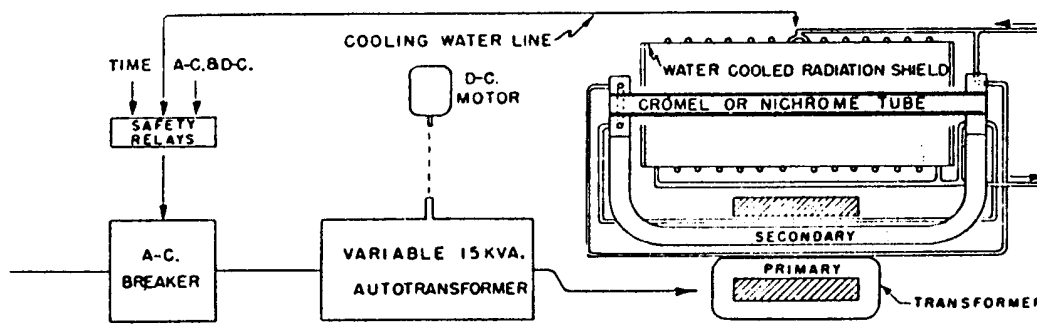 COOLING WATER LINE
TIME A-C.&D-C.
D-C.
MOTOR
WATER COOLED RADIATION SHIELD
CROMEL OR NICHROME TUBE
SAFETY
RELAYS
A-C.
BREAKER
VARIABLE 15 KVA.
AUTOTRANSFORMER
SECONDARY
PRIMARY
TRANSFORMER